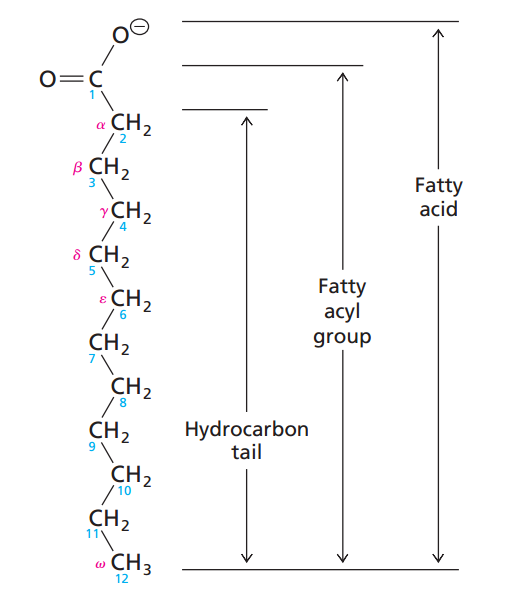 O⊖
O=C
1
α CH2
2
β CH2
3
γ CH2
4
δ CH2
5
ε CH2
6
CH2
7
CH2
8
CH2
9
CH2
10
CH2
11
ω CH3
12
Hydrocarbon
tail
Fatty
acyl
group
Fatty
acid